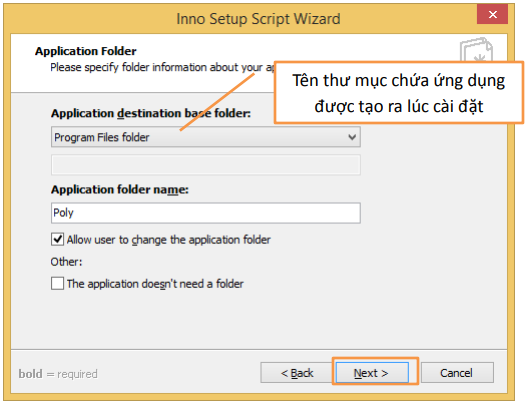 Inno Setup Script Wizard
Application Folder
Please specify folder information about your ap
Tên thư mục chứa ứng dụng
được tạo ra lúc cài đặt
Application destination base folder:
Program Files folder
Application folder name:
Poly
Allow user to change the application folder
Other:
The application doesn't need a folder
bold = required
< Back
Next >
Cancel